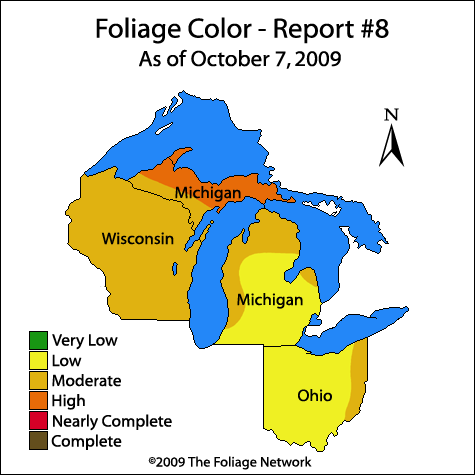 Foliage Color - Report #8
As of October 7, 2009
N
Michigan
Wisconsin
Michigan
Ohio
Very Low
Low
Moderate
High
Nearly Complete
Complete
©2009 The Foliage Network